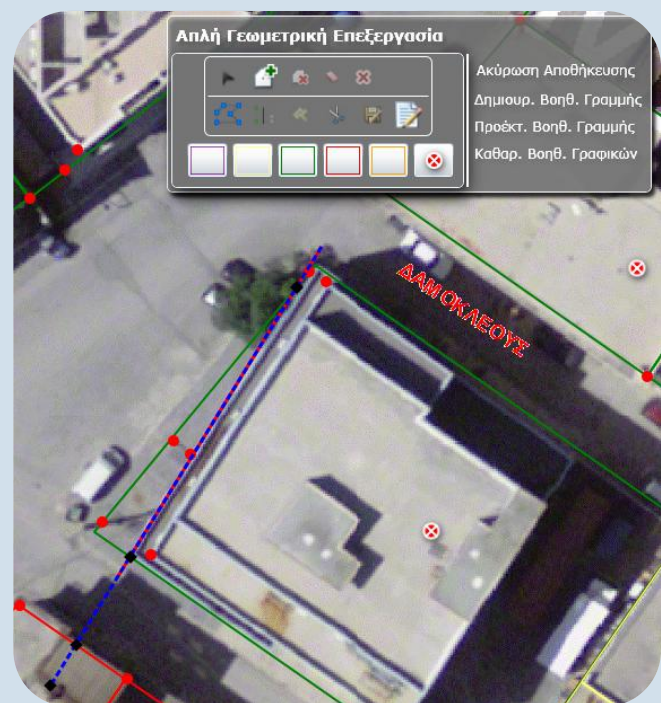 Απλή Γεωμετρική Επεξεργασία
Ακύρωση Αποθήκευσης
Δημιουρ. Βοηθ. Γραμμής
Προέκτ. Βοηθ. Γραμμής
Καθαρ. Βοηθ. Γραφικών
ΔΑΜΟΚΛΕΟΥΣ